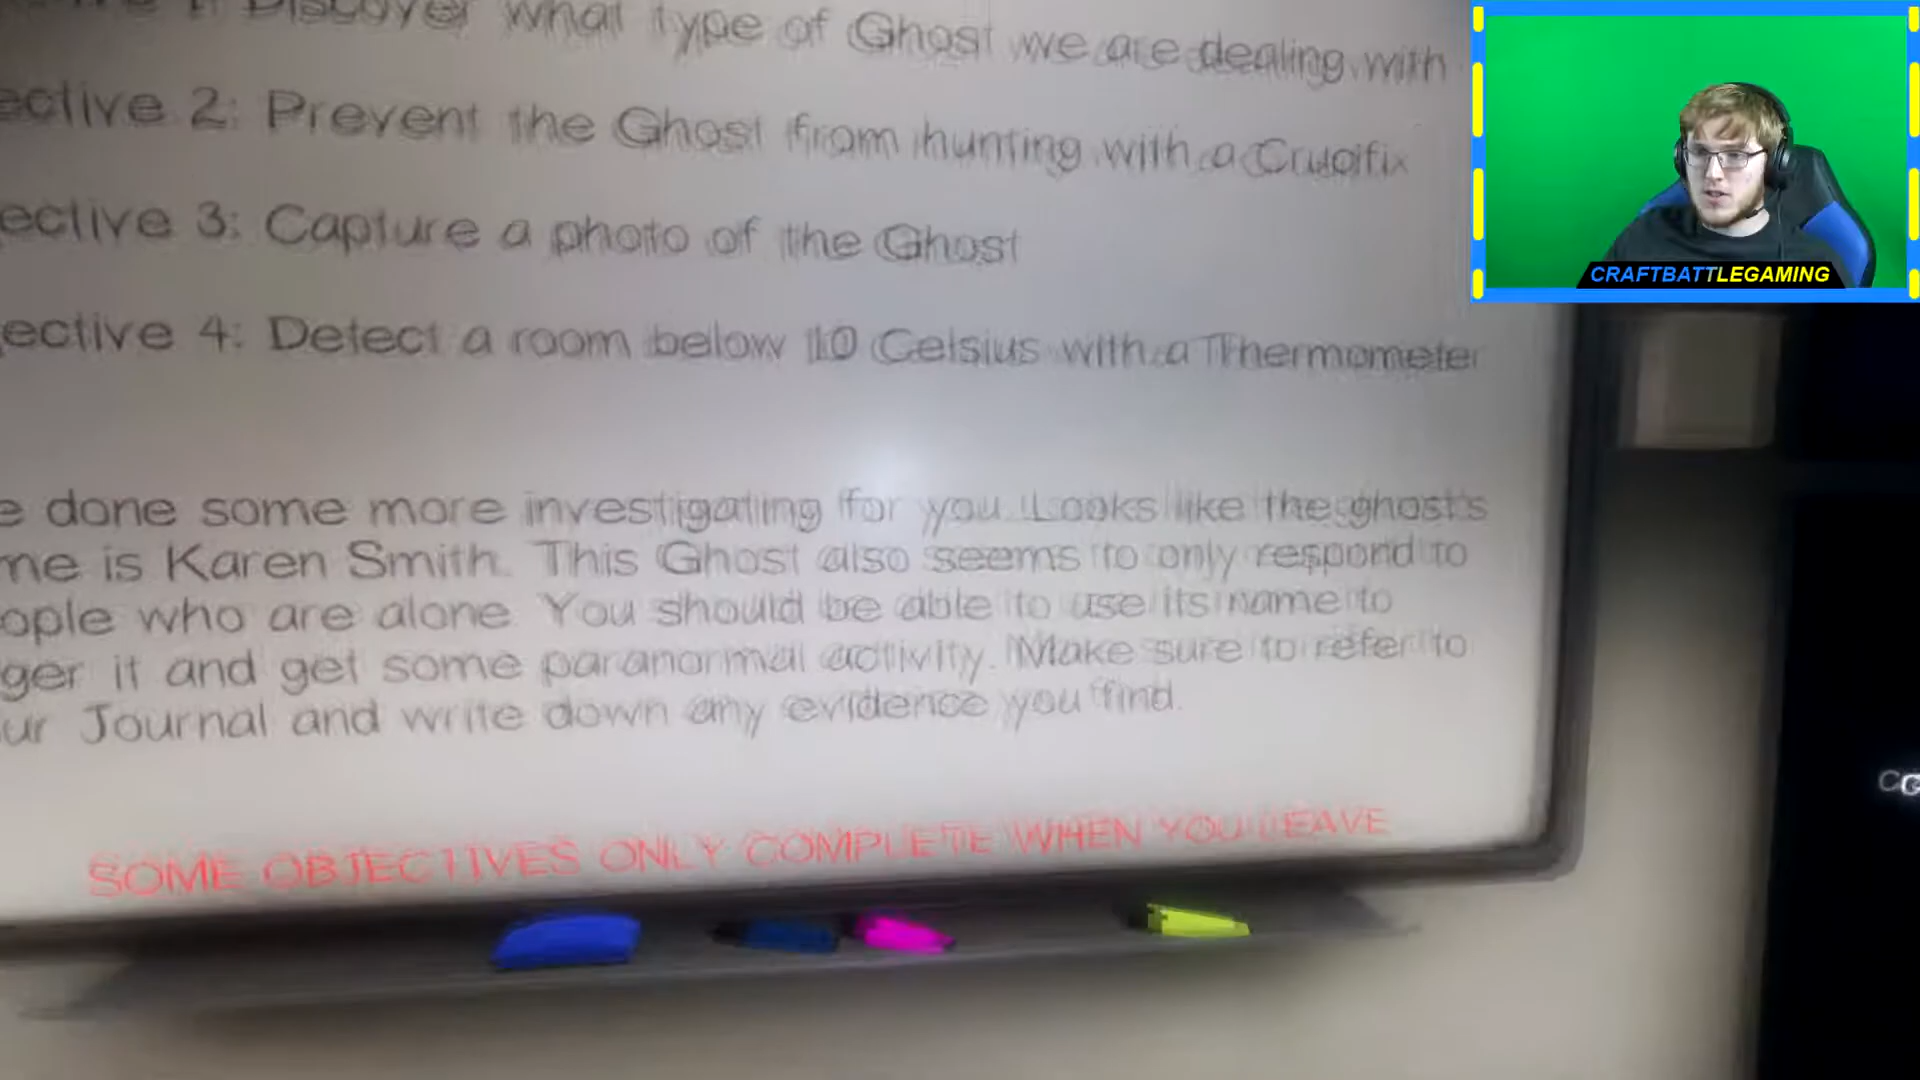 Discover what type of Ghost we are dealing with
ective 2: Prevent the Ghost from hunting with a Crucifix
ective 3: Capture a photo of the Ghost
ective 4: Detect a room below 10 Celsius with a Thermometer
e done some more investigating for you. Looks like the ghost's
me is Karen Smith. This Ghost also seems to only respond to
ople who are alone. You should be able to use its name to
ger it and get some paranormal activity. Make sure to refer to
ur Journal and write down any evidence you find.
SOME OBJECTIVES ONLY COMPLETE WHEN YOU LEAVE
CRAFTBATTLEGAMING